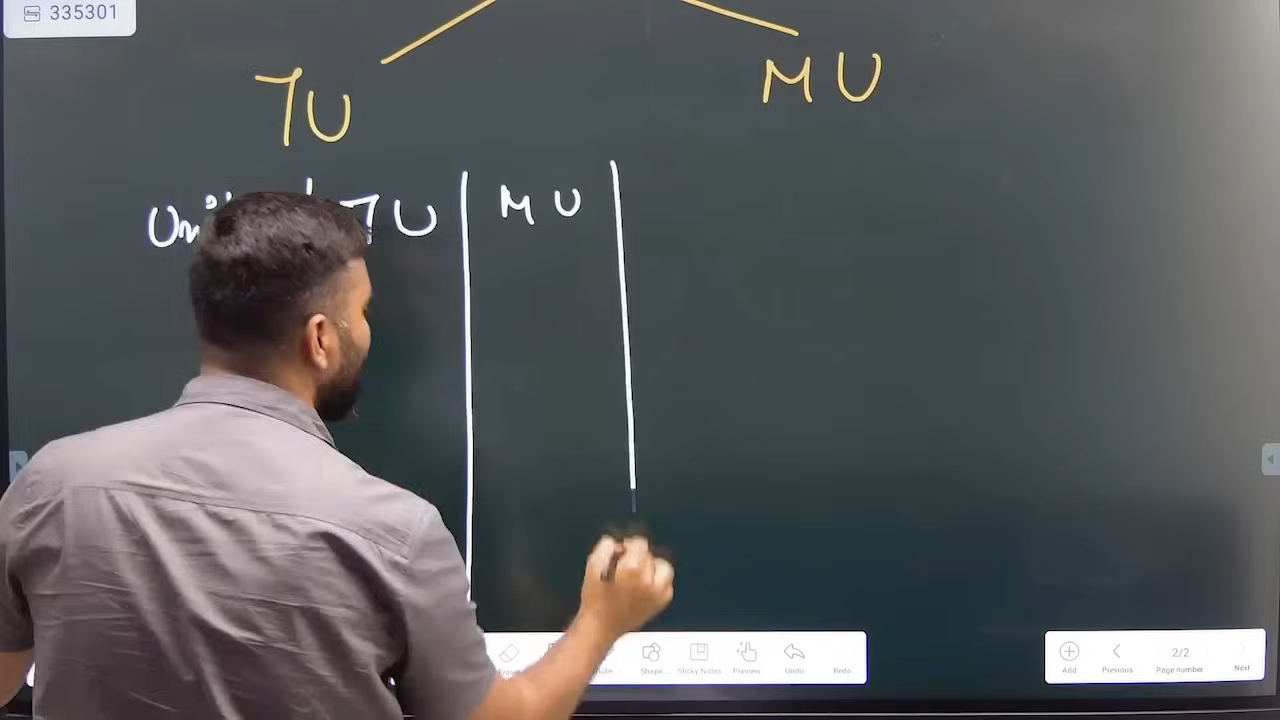 335301
TU MU
TU MU
Shape Sticky Notes Preview Undo Redo
Add Previous 2/2 Page number Next